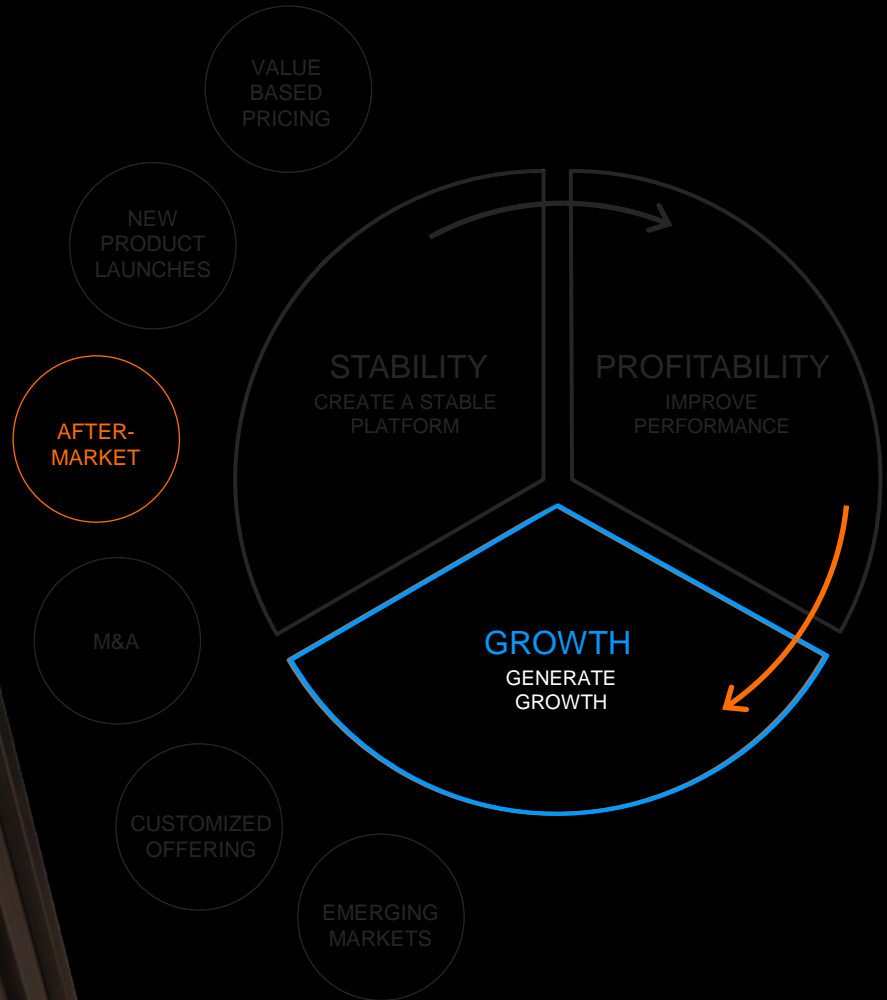 VALUE
BASED
PRICING
NEW
PRODUCT
LAUNCHES
AFTER-
MARKET
M&A
CUSTOMIZED
OFFERING
EMERGING
MARKETS
STABILITY
CREATE A STABLE
PLATFORM
PROFITABILITY
IMPROVE
PERFORMANCE
GROWTH
GENERATE
GROWTH